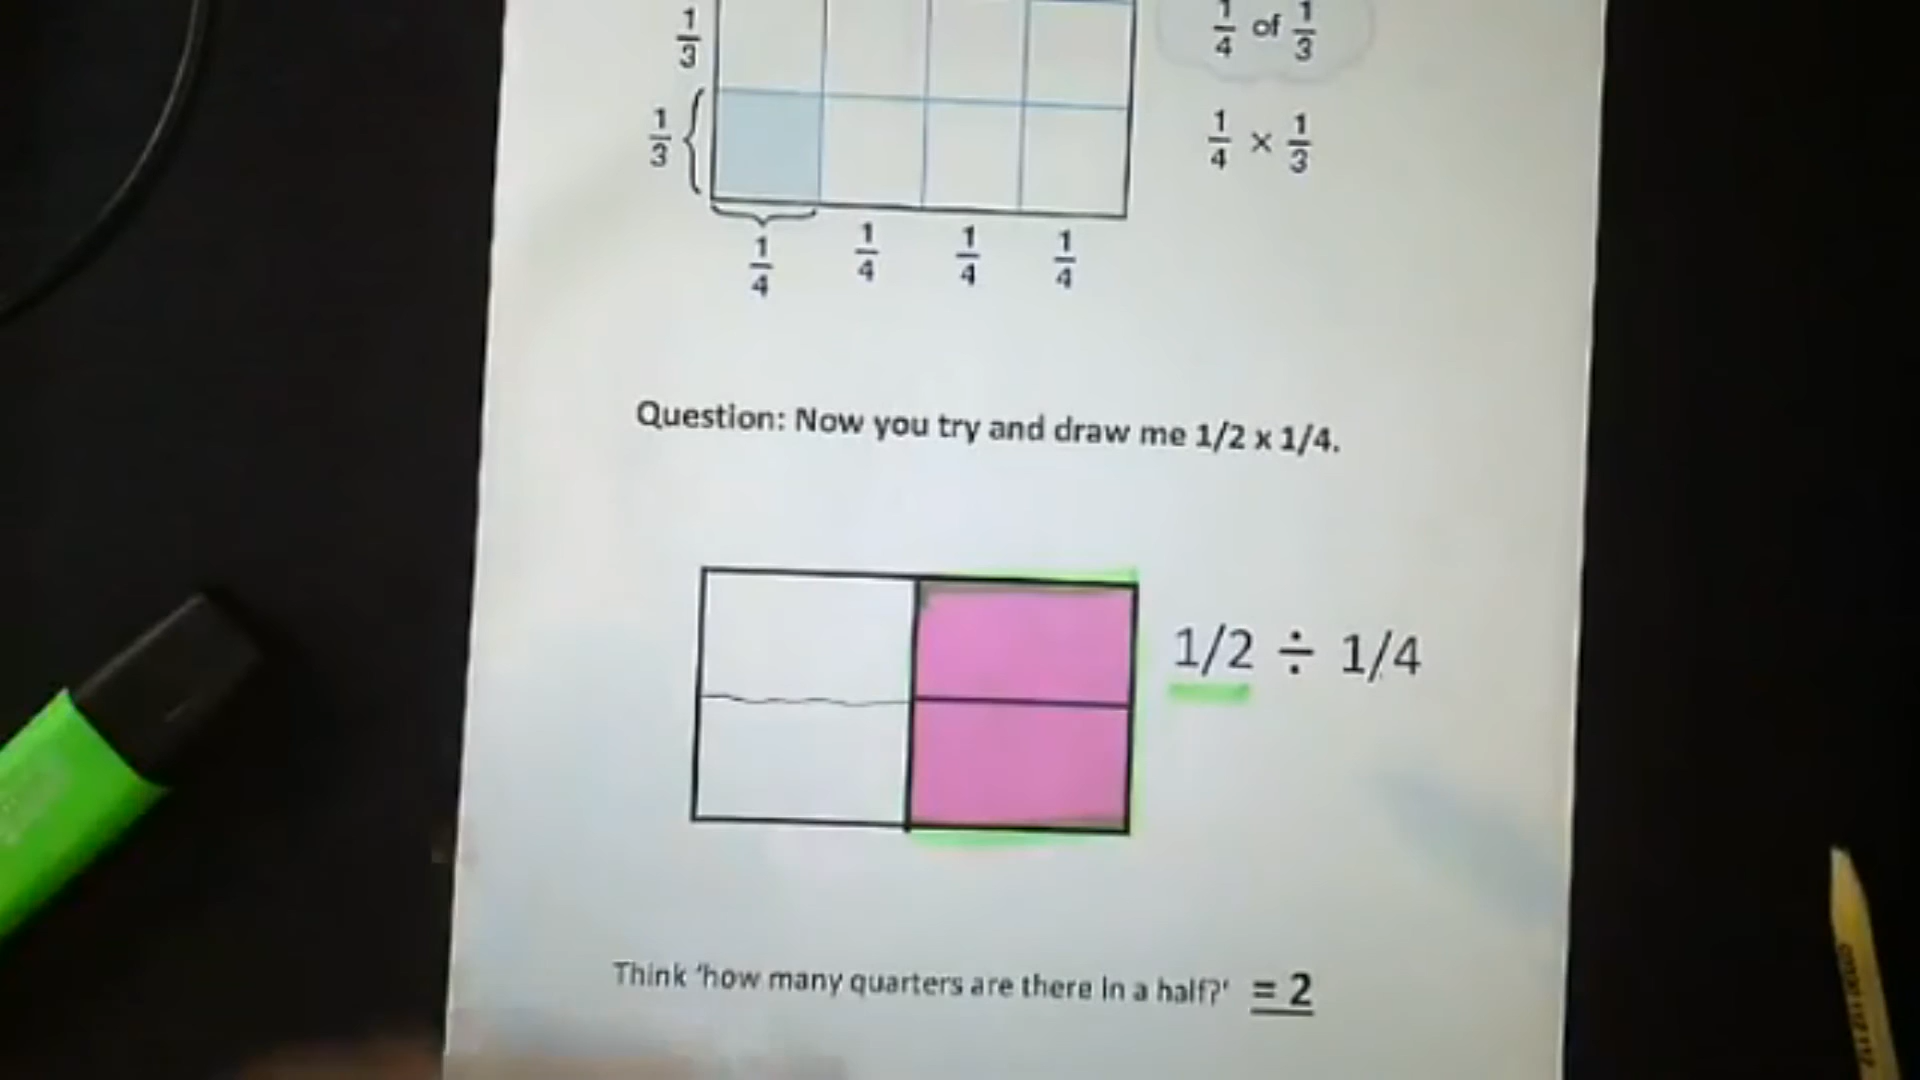 1/3
1/4 of 1/3
1/3
1/4 × 1/3
1/4 1/4 1/4 1/4
Question: Now you try and draw me 1/2 x 1/4.
1/2 ÷ 1/4
Think 'how many quarters are there in a half?' = 2